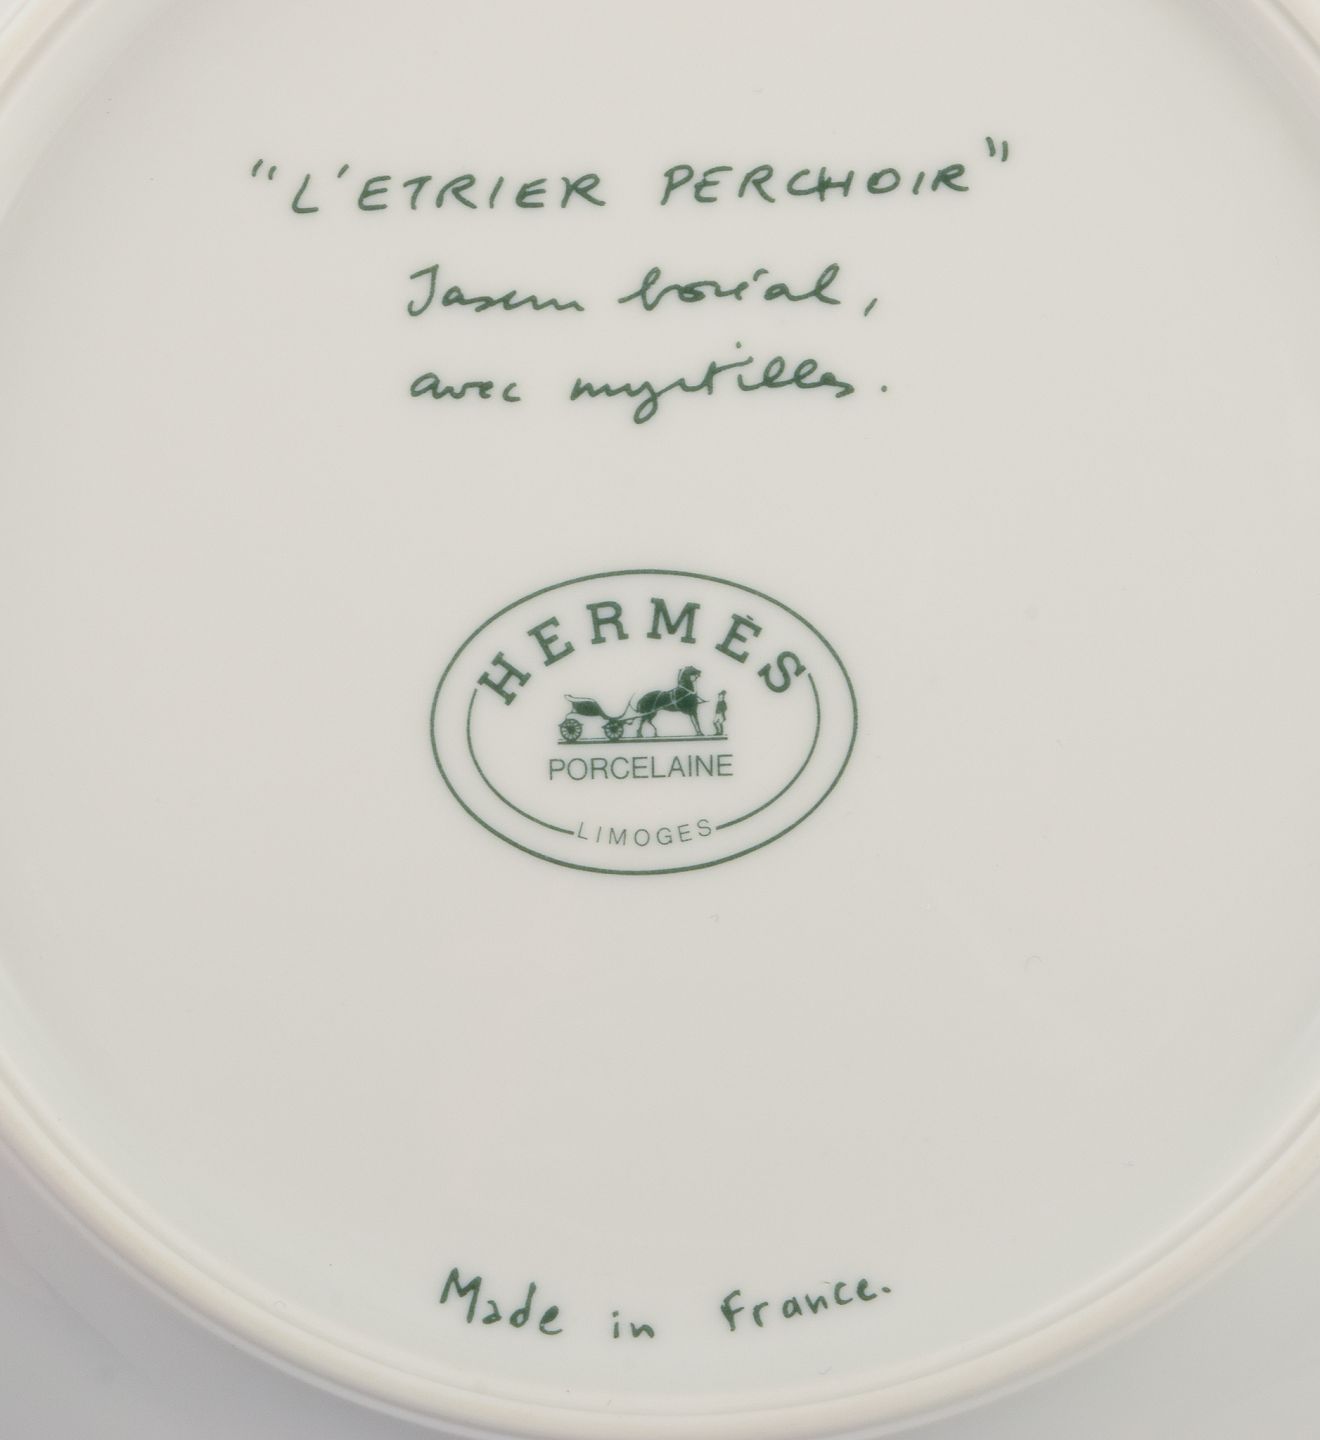 "L'ETRIER PERCHOIR"
Jaseur boréal,
avec myrtilles.
HERMÈS
PORCELAINE
LIMOGES
Made in France.